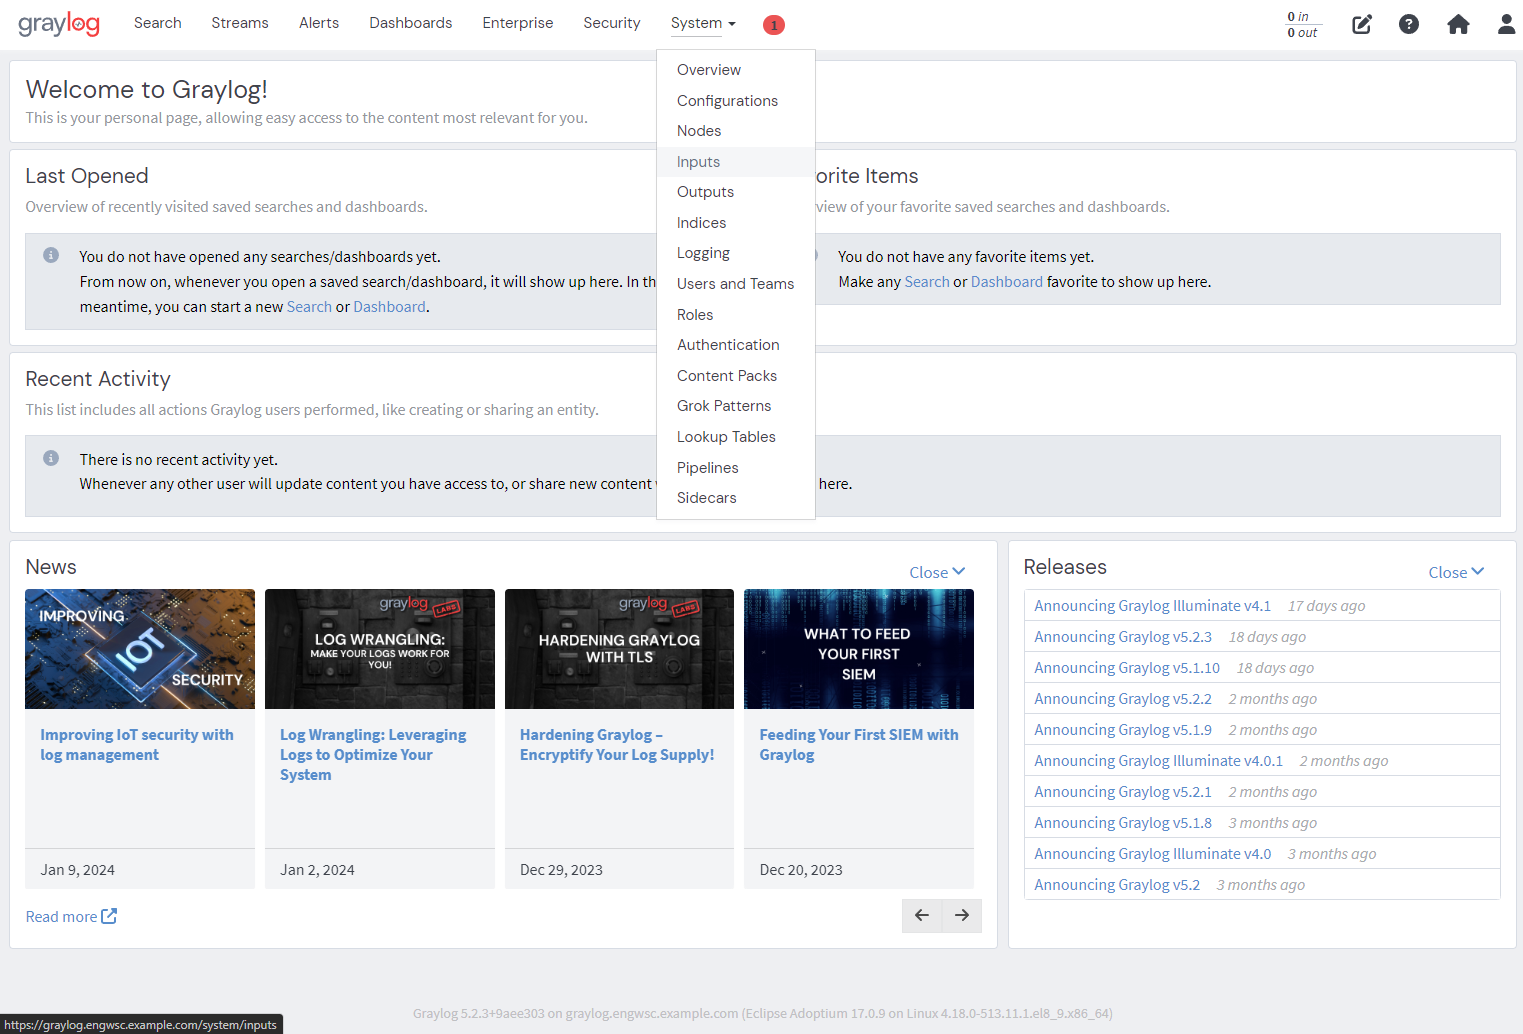 graylog
Search
Streams
Alerts
Dashboards
Enterprise
Security
System
1
0 in
0 out
Overview
Configurations
Nodes
Inputs
Outputs
Indices
Logging
Users and Teams
Roles
Authentication
Content Packs
Grok Patterns
Lookup Tables
Pipelines
Sidecars
Welcome to Graylog!
This is your personal page, allowing easy access to the content most relevant for you.
Last Opened
Overview of recently visited saved searches and dashboards.
You do not have opened any searches/dashboards yet.
From now on, whenever you open a saved search/dashboard, it will show up here. In th
meantime, you can start a new Search or Dashboard.
orite Items
view of your favorite saved searches and dashboards.
You do not have any favorite items yet.
Make any Search or Dashboard favorite to show up here.
Recent Activity
This list includes all actions Graylog users performed, like creating or sharing an entity.
There is no recent activity yet.
Whenever any other user will update content you have access to, or share new content here.
News
Close
IMPROVING
IOT
SECURITY
Improving IoT security with
log management
Jan 9, 2024
graylog LABS
LOG WRANGLING:
MAKE YOUR LOGS WORK FOR
YOU!
Log Wrangling: Leveraging
Logs to Optimize Your
System
Jan 2, 2024
graylog LABS
HARDENING GRAYLOG
WITH TLS
Hardening Graylog –
Encryptify Your Log Supply!
Dec 29, 2023
WHAT TO FEED
YOUR FIRST
SIEM
Feeding Your First SIEM with
Graylog
Dec 20, 2023
Read more
Releases
Close
Announcing Graylog Illuminate v4.1 17 days ago
Announcing Graylog v5.2.3 18 days ago
Announcing Graylog v5.1.10 18 days ago
Announcing Graylog v5.2.2 2 months ago
Announcing Graylog v5.1.9 2 months ago
Announcing Graylog Illuminate v4.0.1 2 months ago
Announcing Graylog v5.2.1 2 months ago
Announcing Graylog v5.1.8 3 months ago
Announcing Graylog Illuminate v4.0 3 months ago
Announcing Graylog v5.2 3 months ago
Graylog 5.2.3+9aee303 on graylog.engwsc.example.com (Eclipse Adoptium 17.0.9 on Linux 4.18.0-513.11.1.el8_9.x86_64)
https://graylog.engwsc.example.com/system/inputs